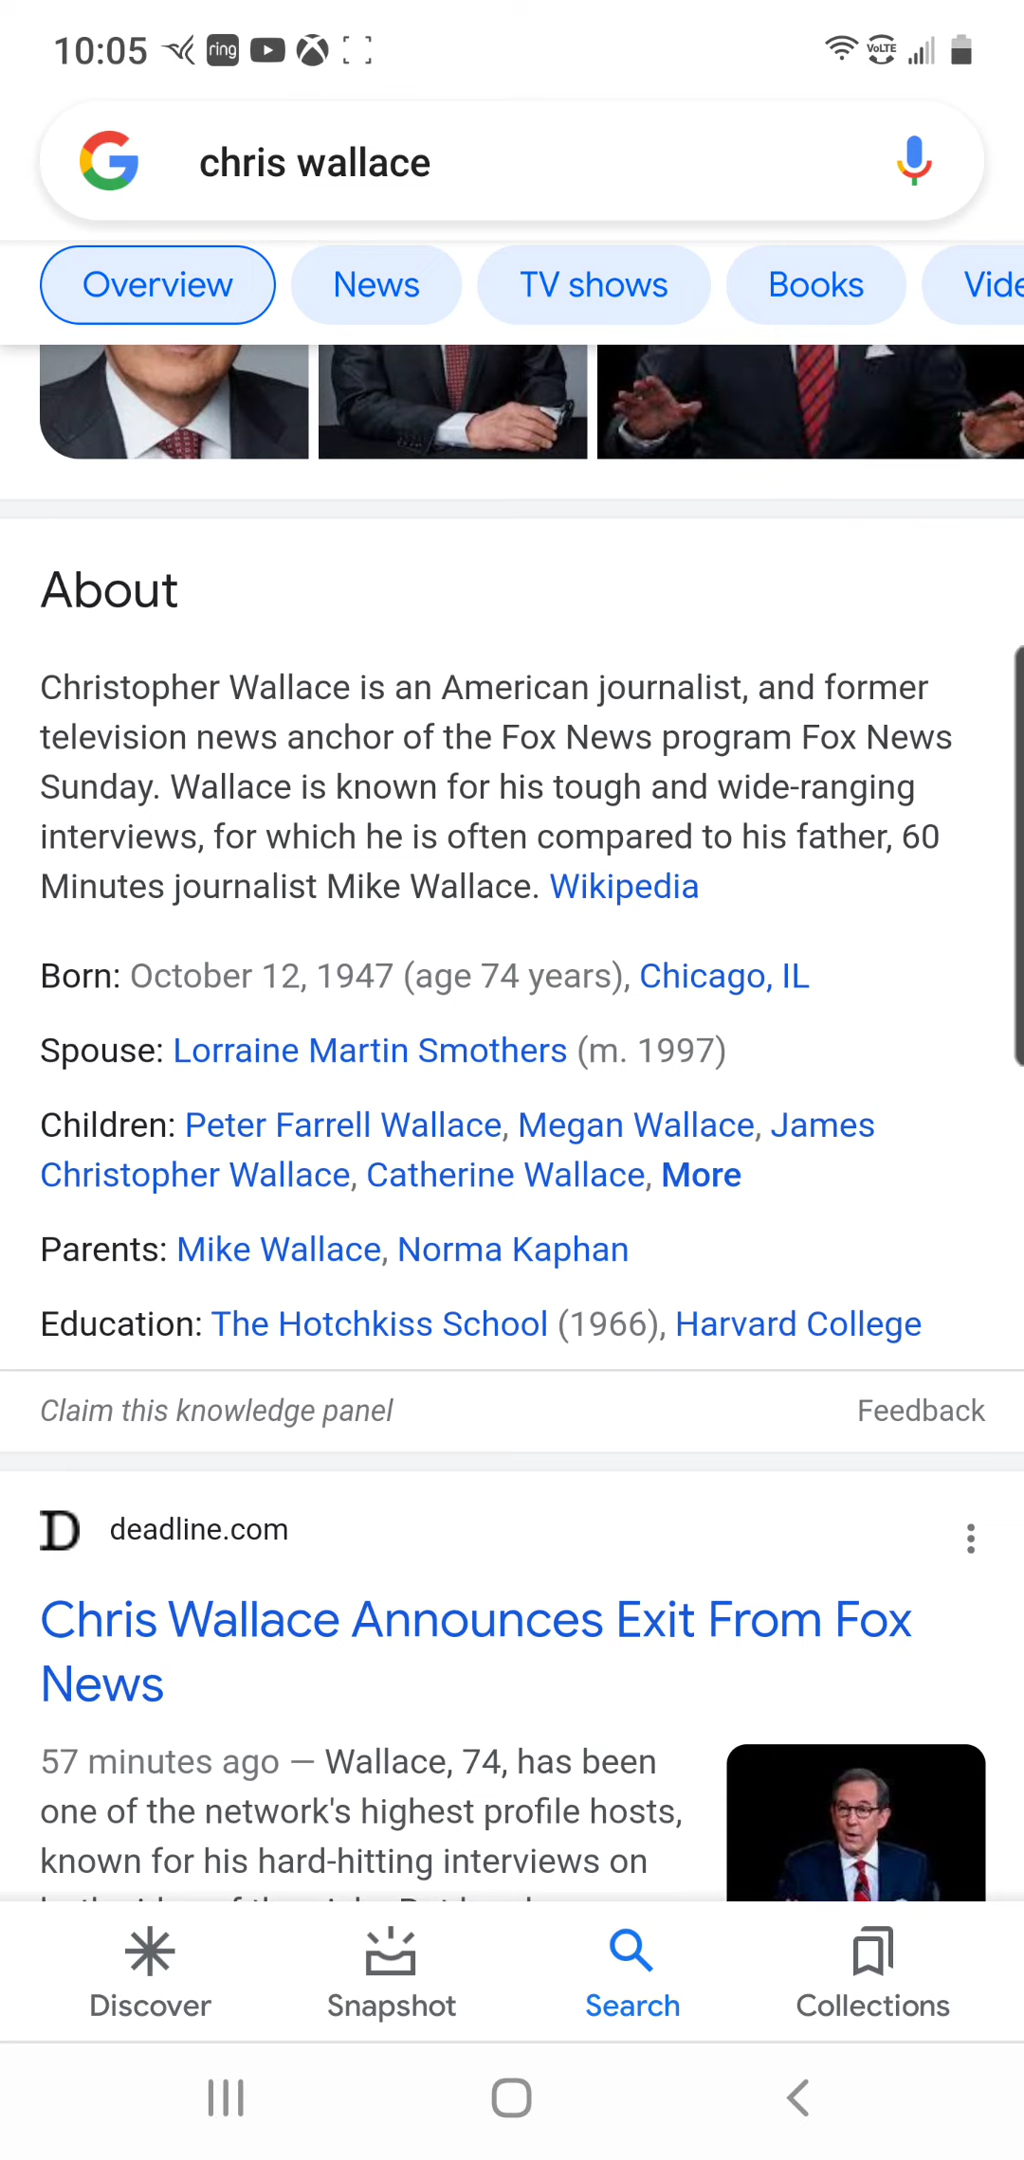 10:05
ring
VoLTE
chris wallace
Overview
News
TV shows
Books
Vide
About
Christopher Wallace is an American journalist, and former
television news anchor of the Fox News program Fox News
Sunday. Wallace is known for his tough and wide-ranging
interviews, for which he is often compared to his father, 60
Minutes journalist Mike Wallace. Wikipedia
Born: October 12, 1947 (age 74 years), Chicago, IL
Spouse: Lorraine Martin Smothers (m. 1997)
Children: Peter Farrell Wallace, Megan Wallace, James
Christopher Wallace, Catherine Wallace, More
Parents: Mike Wallace, Norma Kaphan
Education: The Hotchkiss School (1966), Harvard College
Claim this knowledge panel
Feedback
D deadline.com
Chris Wallace Announces Exit From Fox
News
57 minutes ago — Wallace, 74, has been
one of the network's highest profile hosts,
known for his hard-hitting interviews on
Discover
Snapshot
Search
Collections